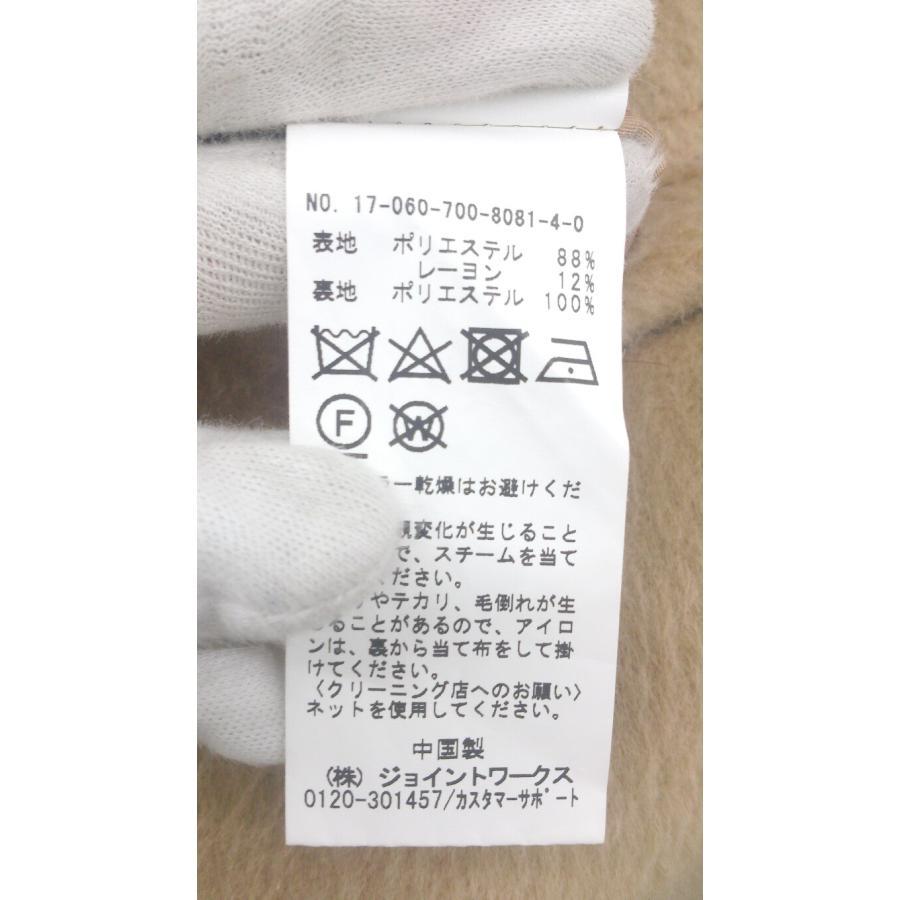 NO. 17-060-700-8081-4-0
表地 ポリエステル 88%
レーヨン 12%
裏地 ポリエステル 100%
F
W
ー乾燥はお避けくだ
観変化が生じること
で、スチームを当て
ください。
やテカリ、毛倒れが生
じることがあるので、アイロ
ンは、裏から当て布をして掛
けてください。
〈クリーニング店へのお願い〉
ネットを使用してください。
中国製
(株) ジョイントワークス
0120-301457/カスタマーサポート